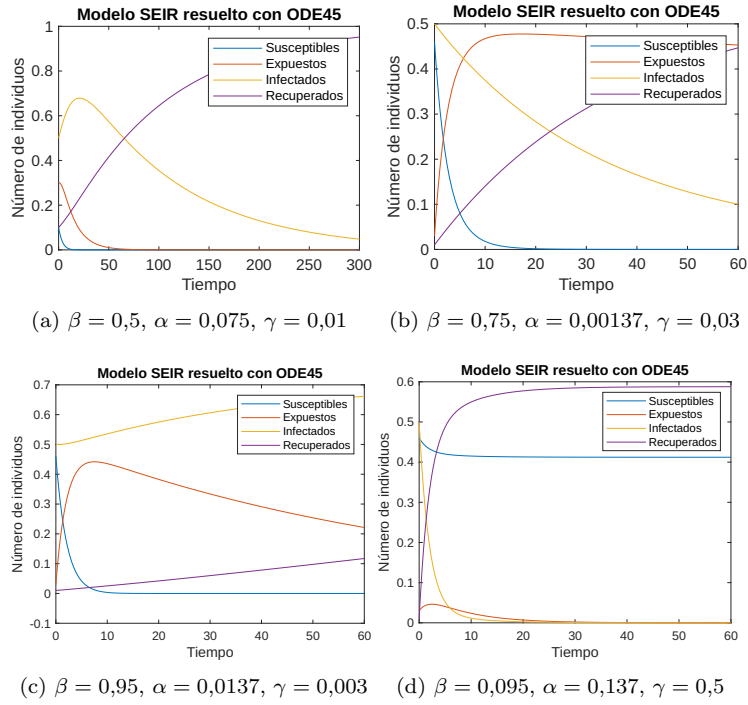 Modelo SEIR resuelto con ODE45
Número de individuos
1
0.8
0.6
0.4
0.2
0
0 50 100 150 200 250 300
Tiempo
Susceptibles
Expuestos
Infectados
Recuperados
(a) β = 0,5, α = 0,075, γ = 0,01
Modelo SEIR resuelto con ODE45
Número de individuos
0.5
0.4
0.3
0.2
0.1
0
0 10 20 30 40 50 60
Tiempo
Susceptibles
Expuestos
Infectados
Recuperados
(b) β = 0,75, α = 0,00137, γ = 0,03
Modelo SEIR resuelto con ODE45
Número de individuos
0.7
0.6
0.5
0.4
0.3
0.2
0.1
0
-0.1
0 10 20 30 40 50 60
Tiempo
Susceptibles
Expuestos
Infectados
Recuperados
(c) β = 0,95, α = 0,0137, γ = 0,003
Modelo SEIR resuelto con ODE45
Número de individuos
0.6
0.5
0.4
0.3
0.2
0.1
0
0 10 20 30 40 50 60
Tiempo
Susceptibles
Expuestos
Infectados
Recuperados
(d) β = 0,095, α = 0,137, γ = 0,5